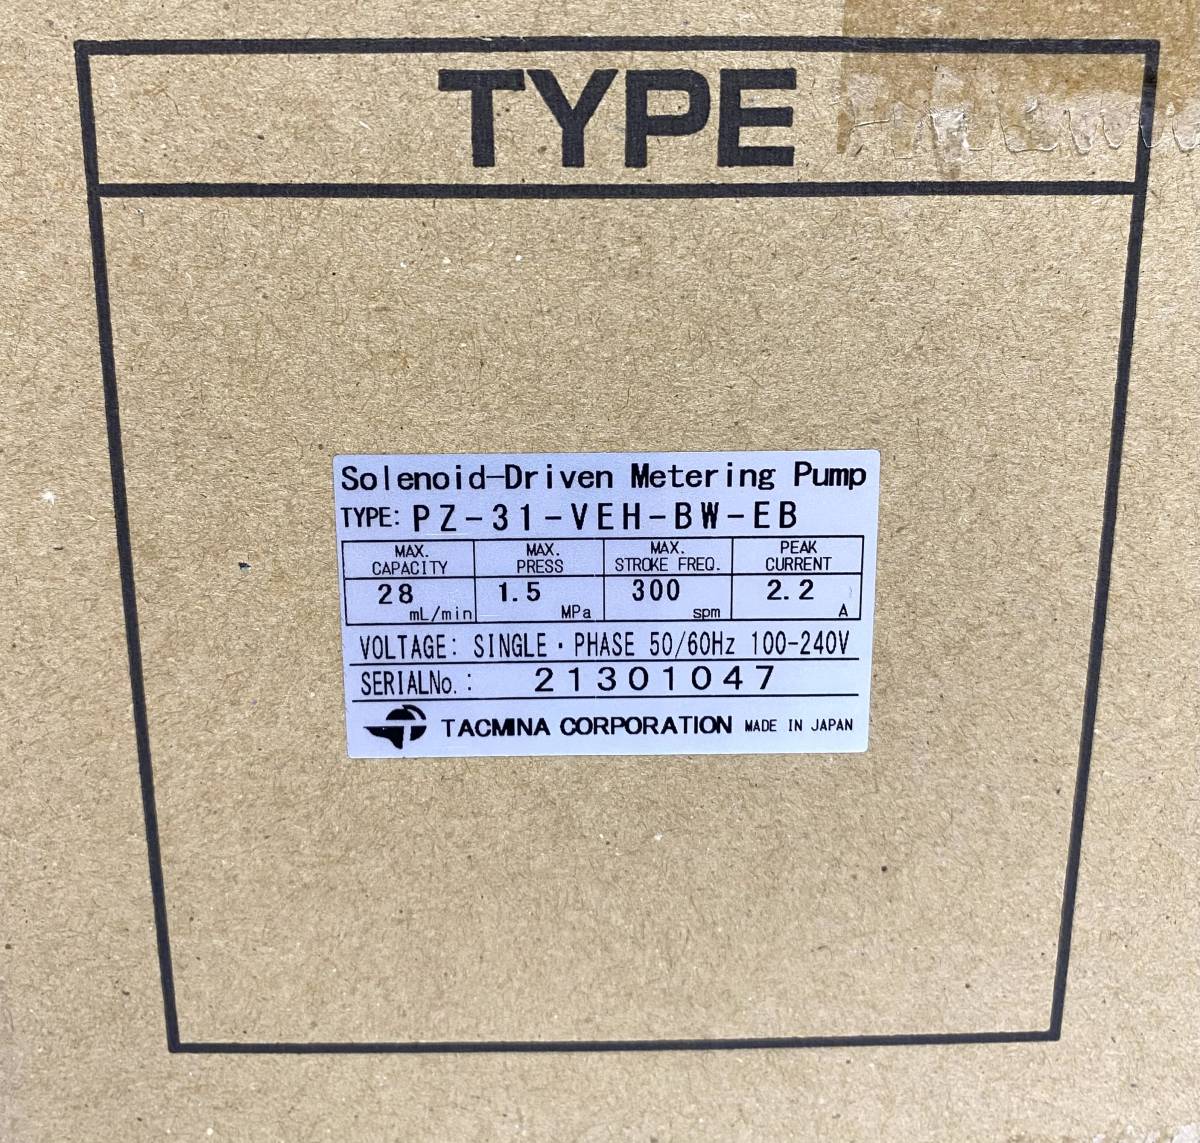 TYPE
Solenoid-Driven Metering Pump
TYPE: PZ-31-VEH-BW-EB
MAX. CAPACITY MAX. PRESS MAX. STROKE FREQ. PEAK CURRENT
28 mL/min 1.5 MPa 300 spm 2.2 A
VOLTAGE: SINGLE・PHASE 50/60Hz 100-240V
SERIALNo.: 21301047
TACMINA CORPORATION MADE IN JAPAN